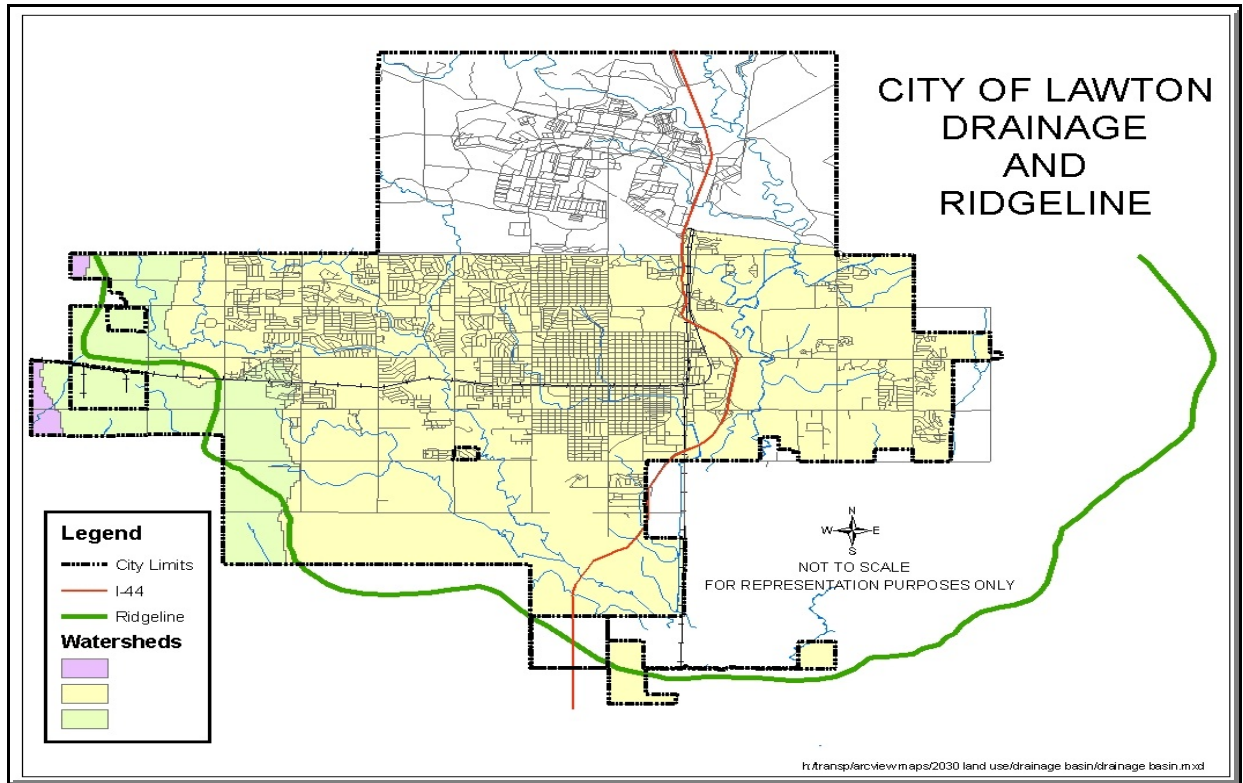 CITY OF LAWTON
DRAINAGE
AND
RIDGELINE
N
W E
S
NOT TO SCALE
FOR REPRESENTATION PURPOSES ONLY
Legend
City Limits
I-44
Ridgeline
Watersheds
h:/transp/arcview maps/2030 land use/drainage basin/drainage basin.mxd